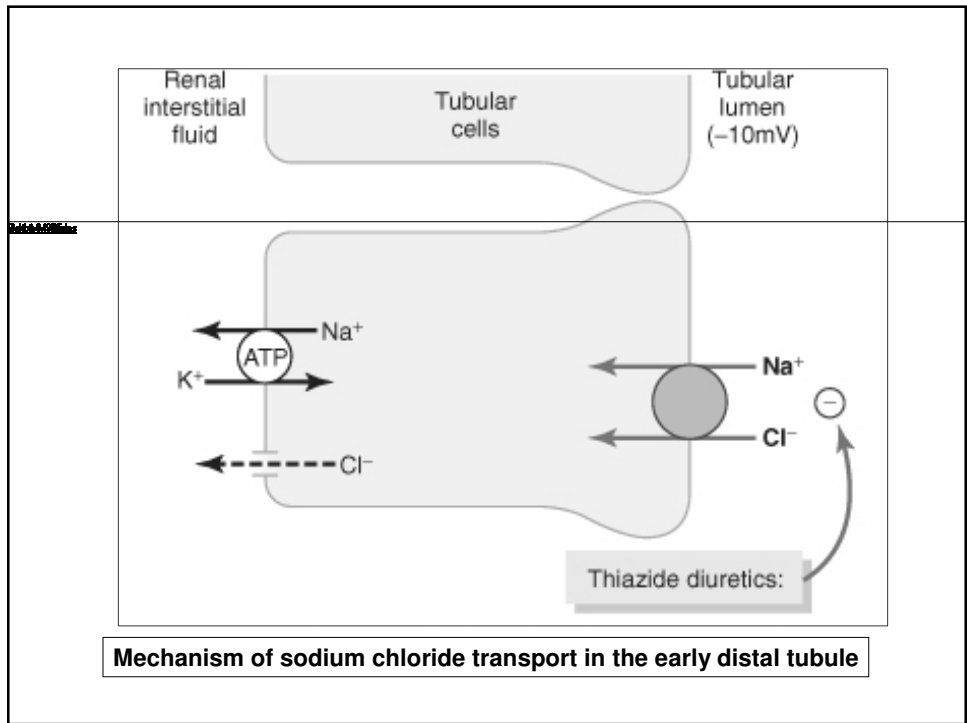 Renal
interstitial
fluid
Tubular
cells
Tubular
lumen
(–10mV)
Na⁺
ATP
K⁺
Cl⁻
Na⁺
–
Cl⁻
Thiazide diuretics:
Mechanism of sodium chloride transport in the early distal tubule